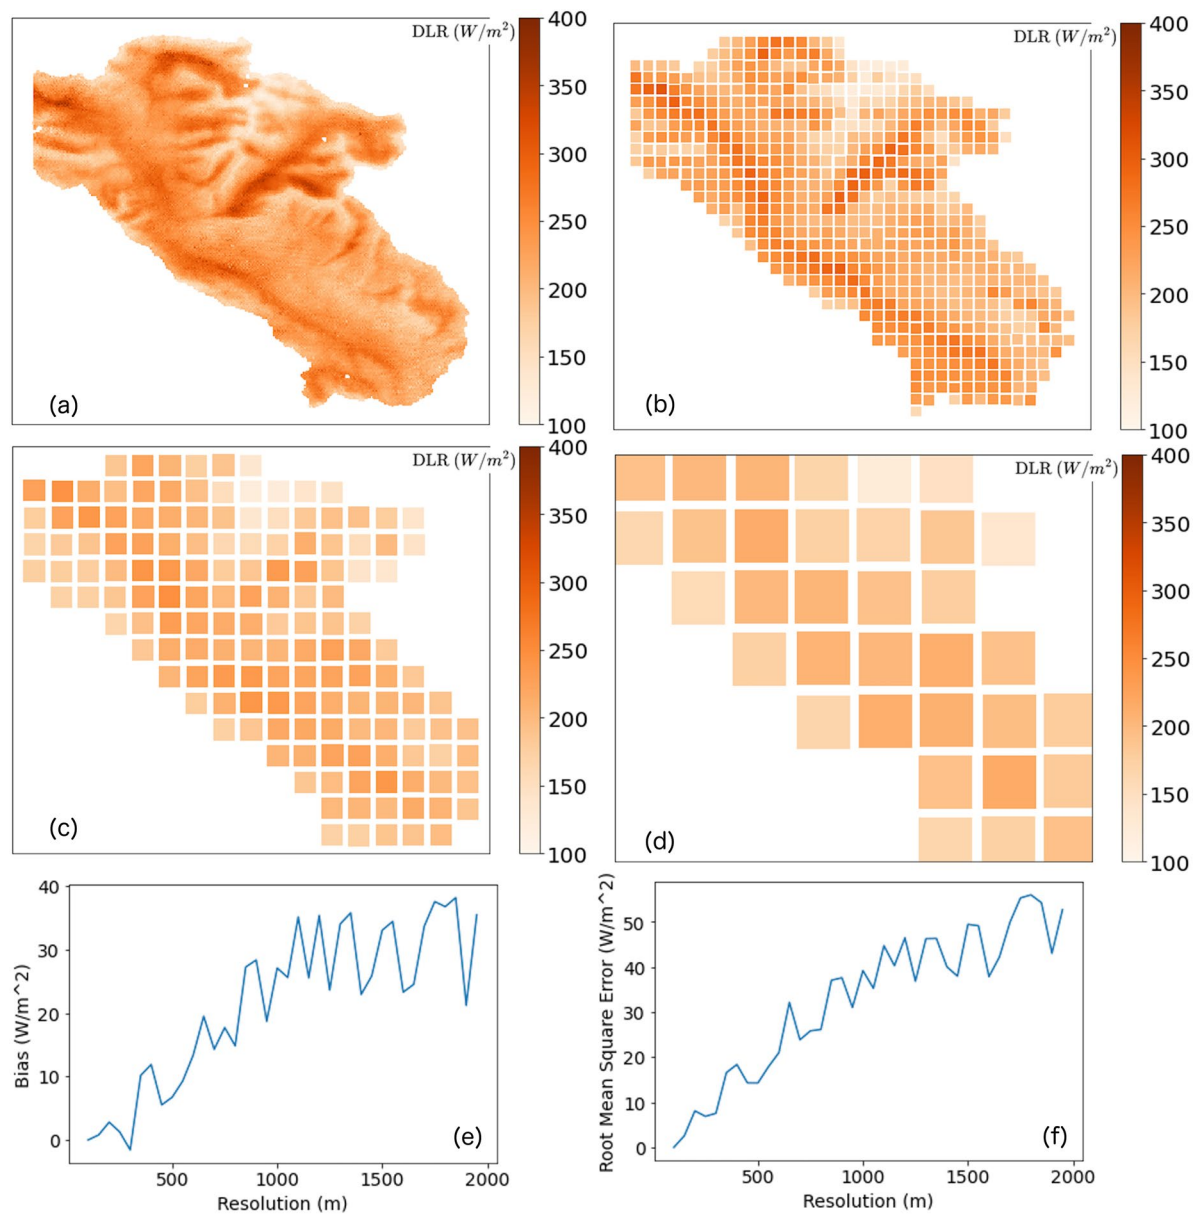 DLR (W/m²)
400
350
300
250
200
150
100
(a)
DLR (W/m²)
400
350
300
250
200
150
100
(b)
DLR (W/m²)
400
350
300
250
200
150
100
(c)
DLR (W/m²)
400
350
300
250
200
150
100
(d)
Bias (W/m^2)
40
30
20
10
0
500 1000 1500 2000
Resolution (m)
(e)
Root Mean Square Error (W/m^2)
50
40
30
20
10
0
500 1000 1500 2000
Resolution (m)
(f)